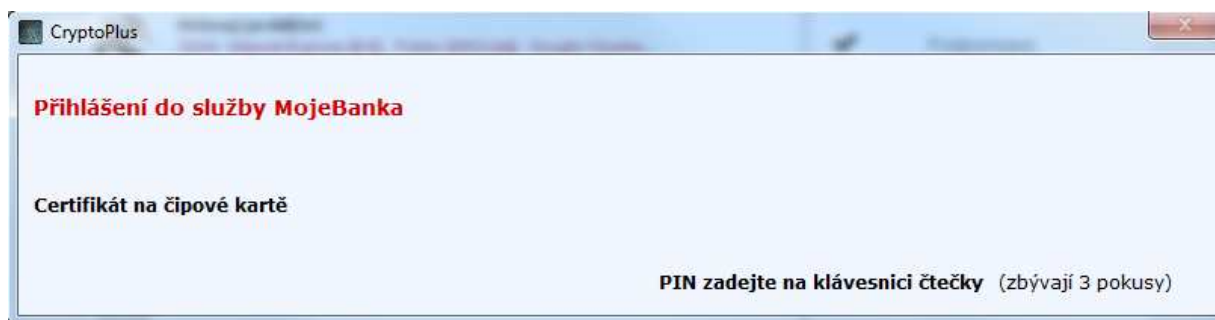 CryptoPlus
Přihlášení do služby MojeBanka
Certifikát na čipové kartě
PIN zadejte na klávesnici čtečky (zbývají 3 pokusy)